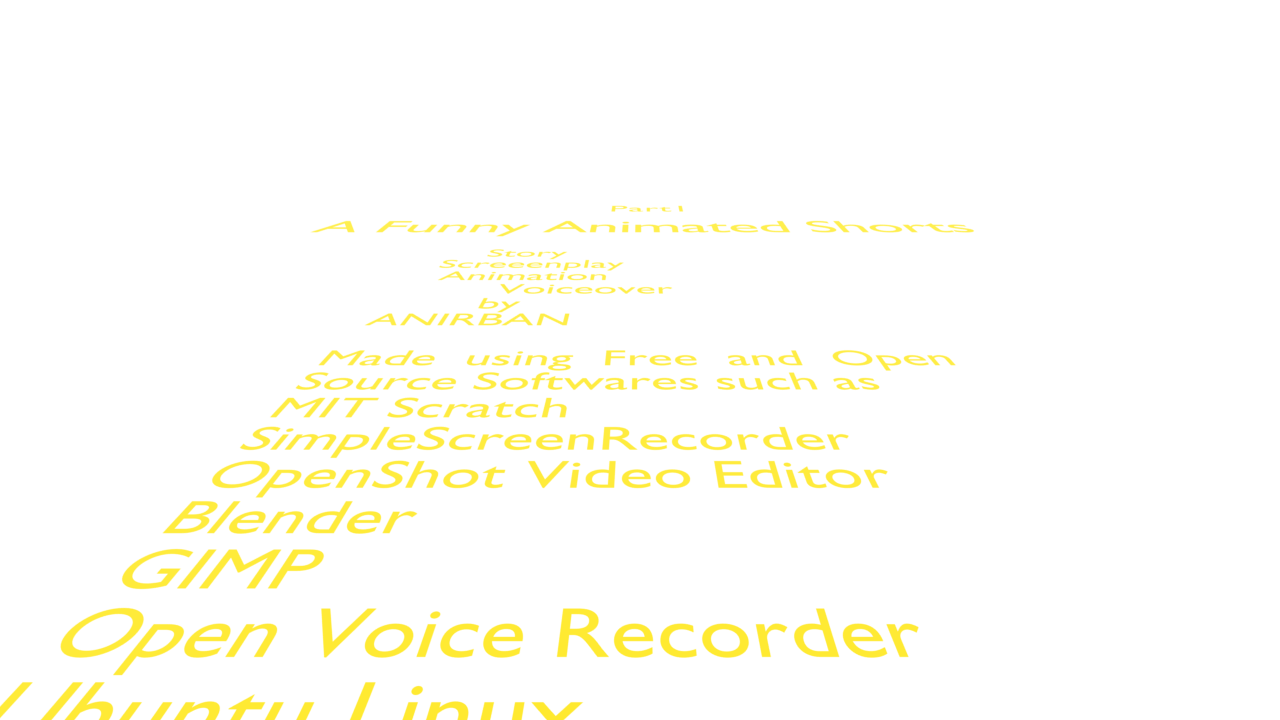 Part I
A Funny Animated Shorts
Story
Screeenplay
Animation
Voiceover
by
ANIRBAN
Made using Free and Open
Source Softwares such as
MIT Scratch
SimpleScreenRecorder
OpenShot Video Editor
Blender
GIMP
Open Voice Recorder
Ubuntu Linux